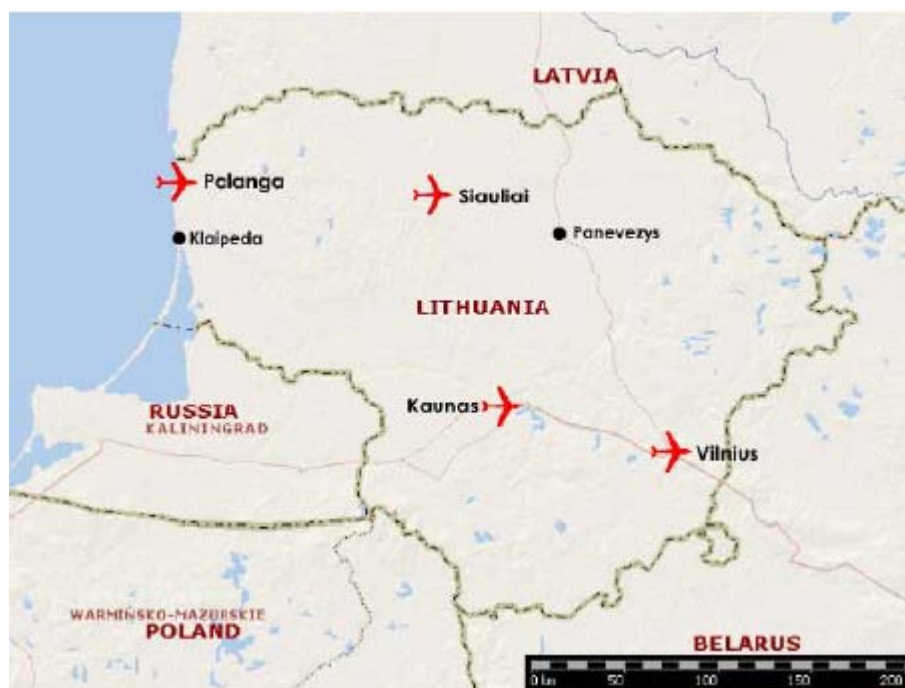 LATVIA
Palanga
Siauliai
Klaipeda
Panevezys
LITHUANIA
Kaunas
RUSSIA
KALININGRAD
Vilnius
WARMIŃSKO-MAZURSKIE
POLAND
BELARUS
0 km 50 100 150 200